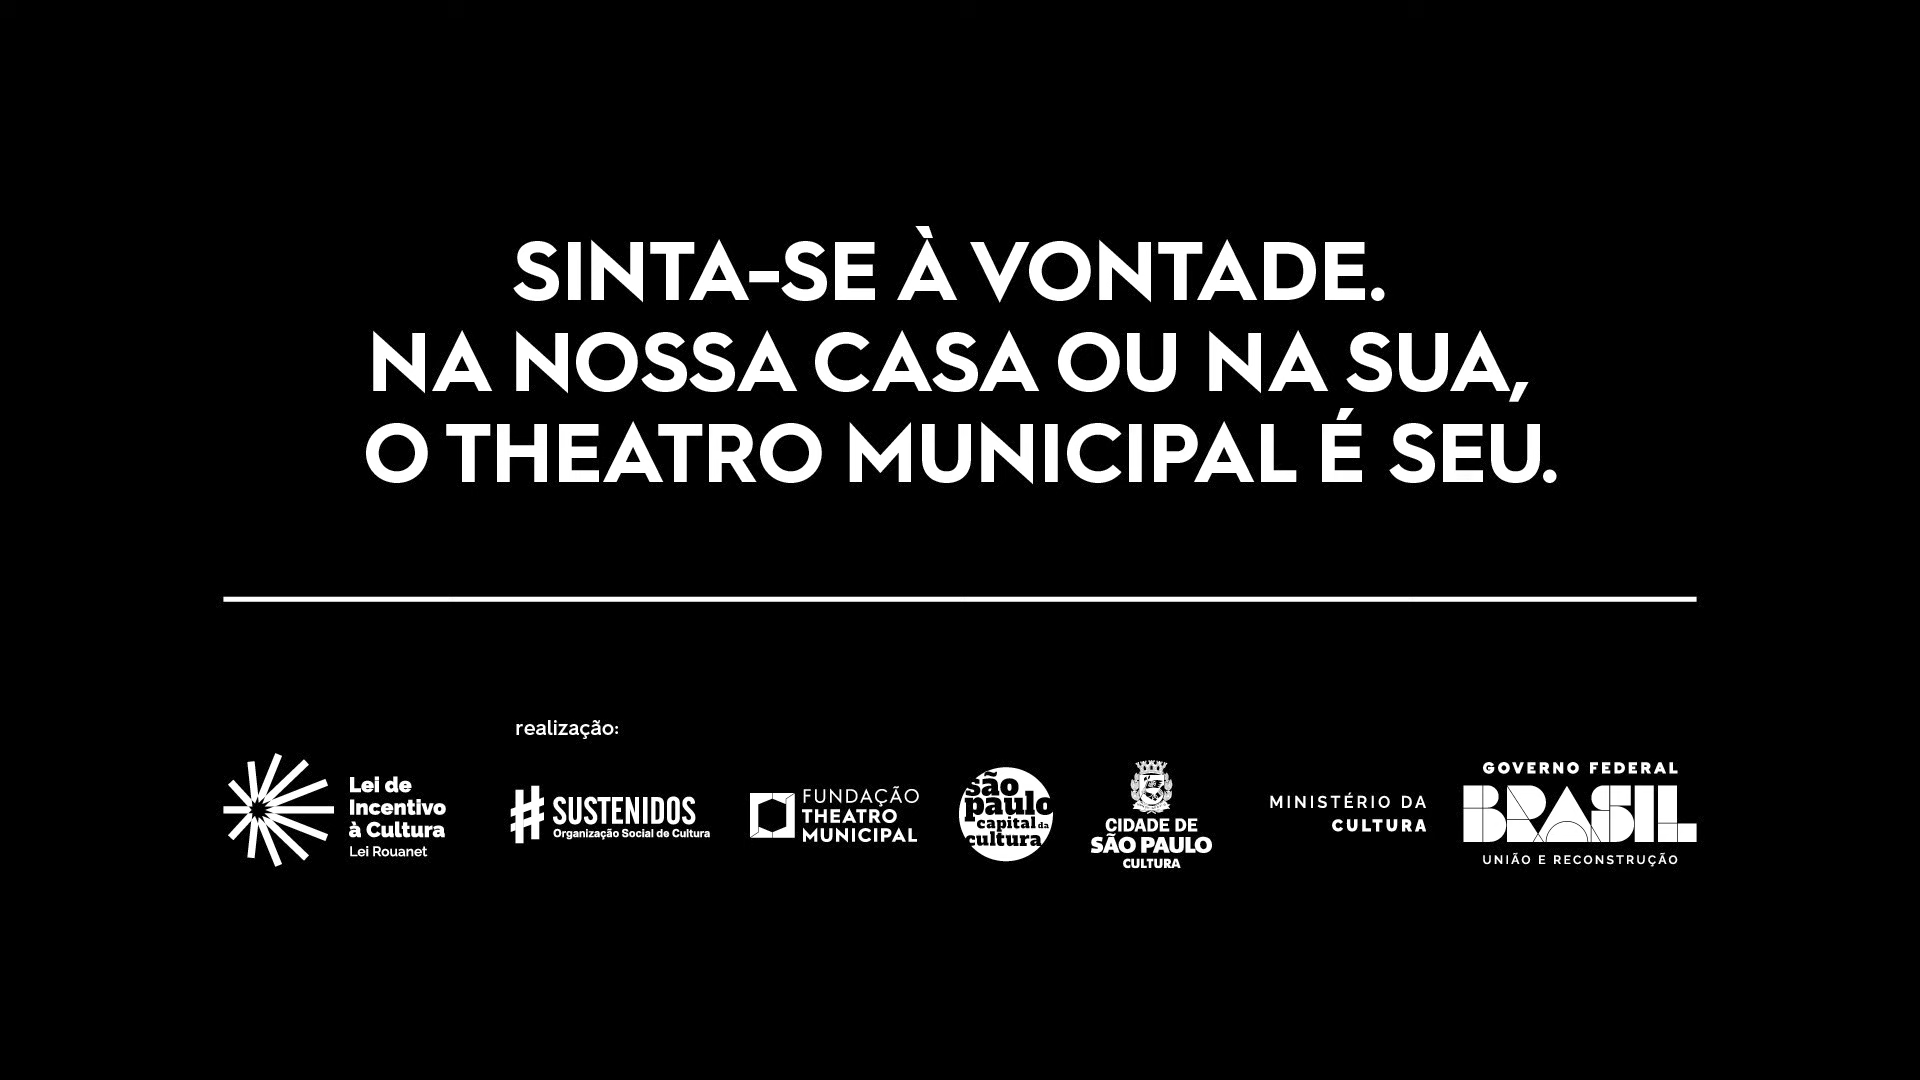 SINTA-SE À VONTADE.
NA NOSSA CASA OU NA SUA,
O THEATRO MUNICIPAL É SEU.
realização:
Lei de
Incentivo
à Cultura
Lei Rouanet
SUSTENIDOS
Organização Social de Cultura
FUNDAÇÃO
THEATRO
MUNICIPAL
são
paulo
capital da
cultura
CIDADE DE
SÃO PAULO
CULTURA
MINISTÉRIO DA
CULTURA
GOVERNO FEDERAL
BRASIL
UNIÃO E RECONSTRUÇÃO